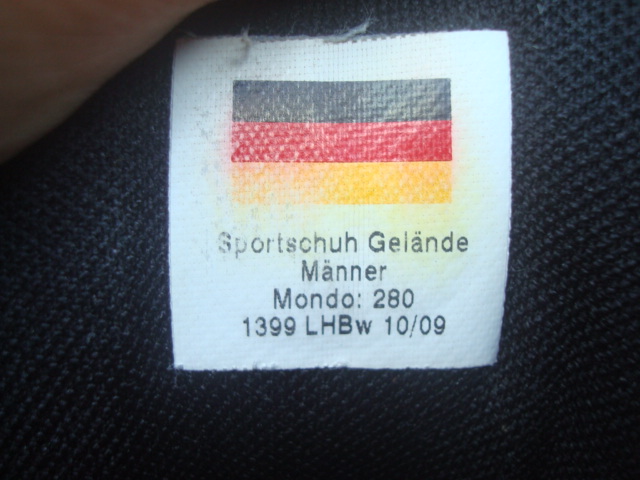 Sportschuh Gelände
Männer
Mondo: 280
1399 LHBw 10/09